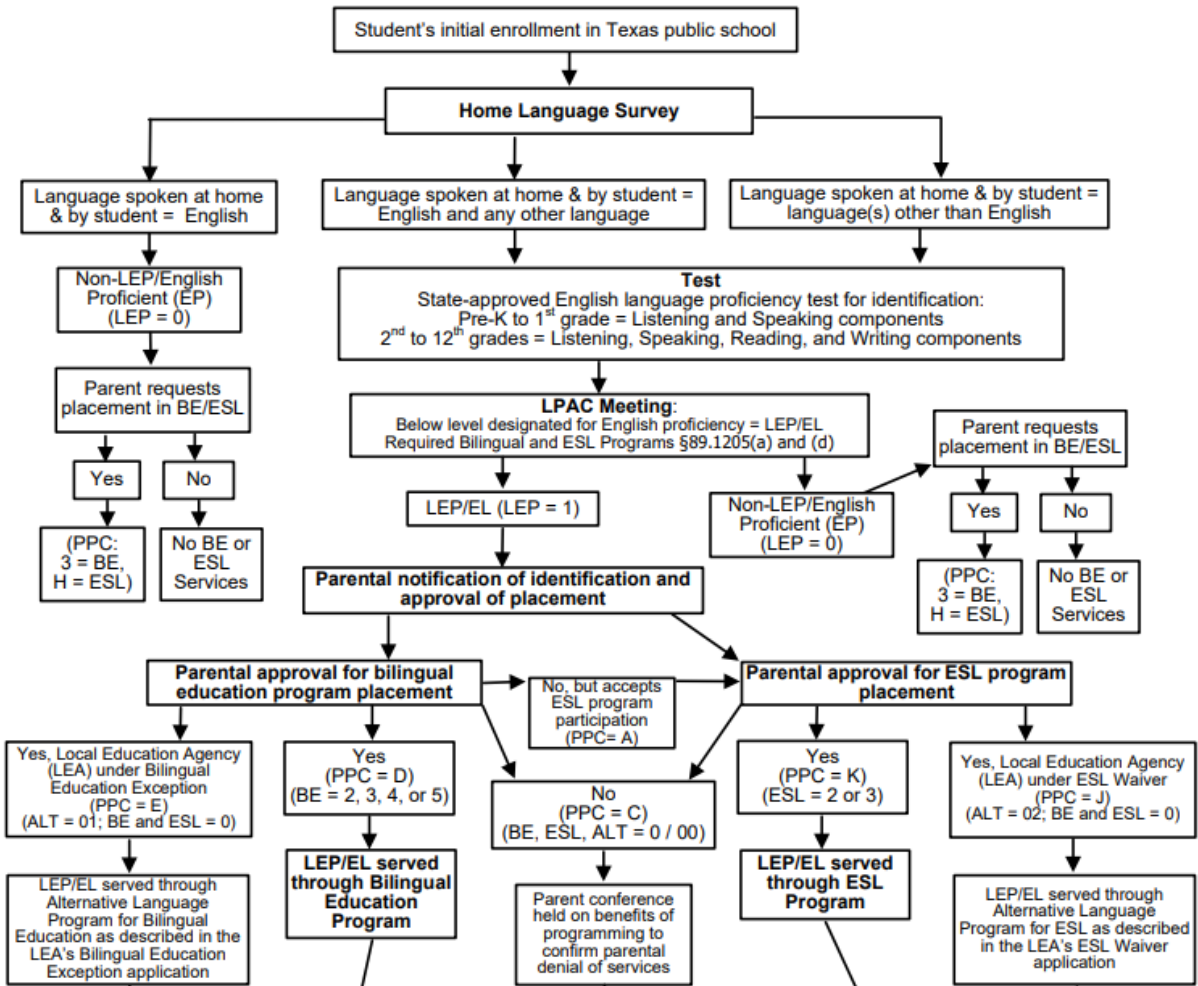 Student's initial enrollment in Texas public school
Home Language Survey
Language spoken at home
& by student = English
Language spoken at home & by student =
English and any other language
Language spoken at home & by student =
language(s) other than English
Non-LEP/English
Proficient (EP)
(LEP = 0)
Test
State-approved English language proficiency test for identification:
Pre-K to 1st grade = Listening and Speaking components
2nd to 12th grades = Listening, Speaking, Reading, and Writing components
Parent requests
placement in BE/ESL
Yes
No
(PPC:
3 = BE,
H = ESL)
No BE or
ESL
Services
LPAC Meeting:
Below level designated for English proficiency = LEP/EL
Required Bilingual and ESL Programs §89.1205(a) and (d)
LEP/EL (LEP = 1)
Non-LEP/English
Proficient (EP)
(LEP = 0)
Parent requests
placement in BE/ESL
Yes
No
(PPC:
3 = BE,
H = ESL)
No BE or
ESL
Services
Parental notification of identification and
approval of placement
Parental approval for bilingual
education program placement
No, but accepts
ESL program
participation
(PPC= A)
Parental approval for ESL program
placement
Yes, Local Education Agency
(LEA) under Bilingual
Education Exception
(PPC = E)
(ALT = 01; BE and ESL = 0)
Yes
(PPC = D)
(BE = 2, 3, 4, or 5)
No
(PPC = C)
(BE, ESL, ALT = 0 / 00)
Yes
(PPC = K)
(ESL = 2 or 3)
Yes, Local Education Agency
(LEA) under ESL Waiver
(PPC = J)
(ALT = 02; BE and ESL = 0)
LEP/EL served through
Alternative Language
Program for Bilingual
Education as described in the
LEA's Bilingual Education
Exception application
LEP/EL served
through Bilingual
Education
Program
Parent conference
held on benefits of
programming to
confirm parental
denial of services
LEP/EL served
through ESL
Program
LEP/EL served through
Alternative Language
Program for ESL as described
in the LEA's ESL Waiver
application